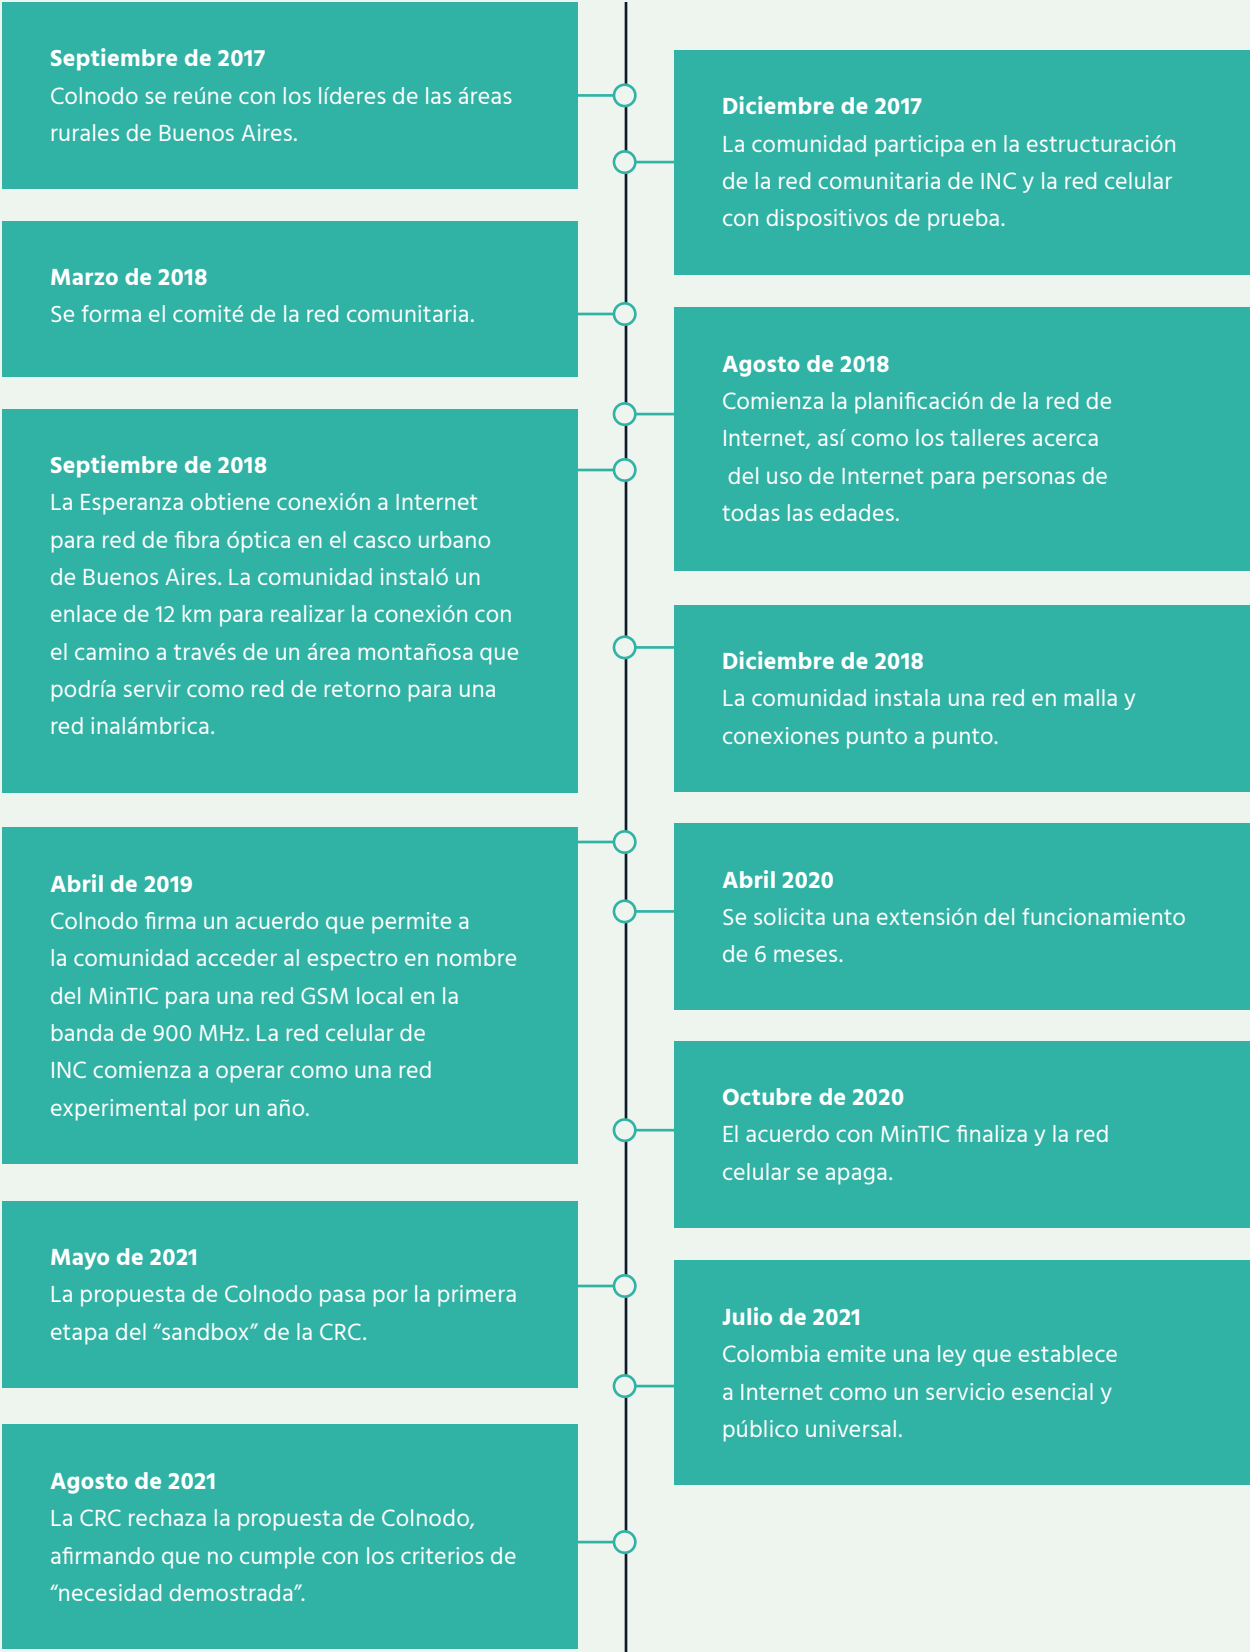 Septiembre de 2017
Colnodo se reúne con los líderes de las áreas
rurales de Buenos Aires.
Diciembre de 2017
La comunidad participa en la estructuración
de la red comunitaria de INC y la red celular
con dispositivos de prueba.
Marzo de 2018
Se forma el comité de la red comunitaria.
Agosto de 2018
Comienza la planificación de la red de
Internet, así como los talleres acerca
del uso de Internet para personas de
todas las edades.
Septiembre de 2018
La Esperanza obtiene conexión a Internet
para red de fibra óptica en el casco urbano
de Buenos Aires. La comunidad instaló un
enlace de 12 km para realizar la conexión con
el camino a través de un área montañosa que
podría servir como red de retorno para una
red inalámbrica.
Diciembre de 2018
La comunidad instala una red en malla y
conexiones punto a punto.
Abril de 2019
Colnodo firma un acuerdo que permite a
la comunidad acceder al espectro en nombre
del MinTIC para una red GSM local en la
banda de 900 MHz. La red celular de
INC comienza a operar como una red
experimental por un año.
Abril 2020
Se solicita una extensión del funcionamiento
de 6 meses.
Octubre de 2020
El acuerdo con MinTIC finaliza y la red
celular se apaga.
Mayo de 2021
La propuesta de Colnodo pasa por la primera
etapa del “sandbox” de la CRC.
Julio de 2021
Colombia emite una ley que establece
a Internet como un servicio esencial y
público universal.
Agosto de 2021
La CRC rechaza la propuesta de Colnodo,
afirmando que no cumple con los criterios de
“necesidad demostrada”.